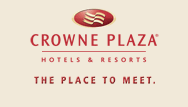 CROWNE PLAZA®
HOTELS & RESORTS
THE PLACE TO MEET.